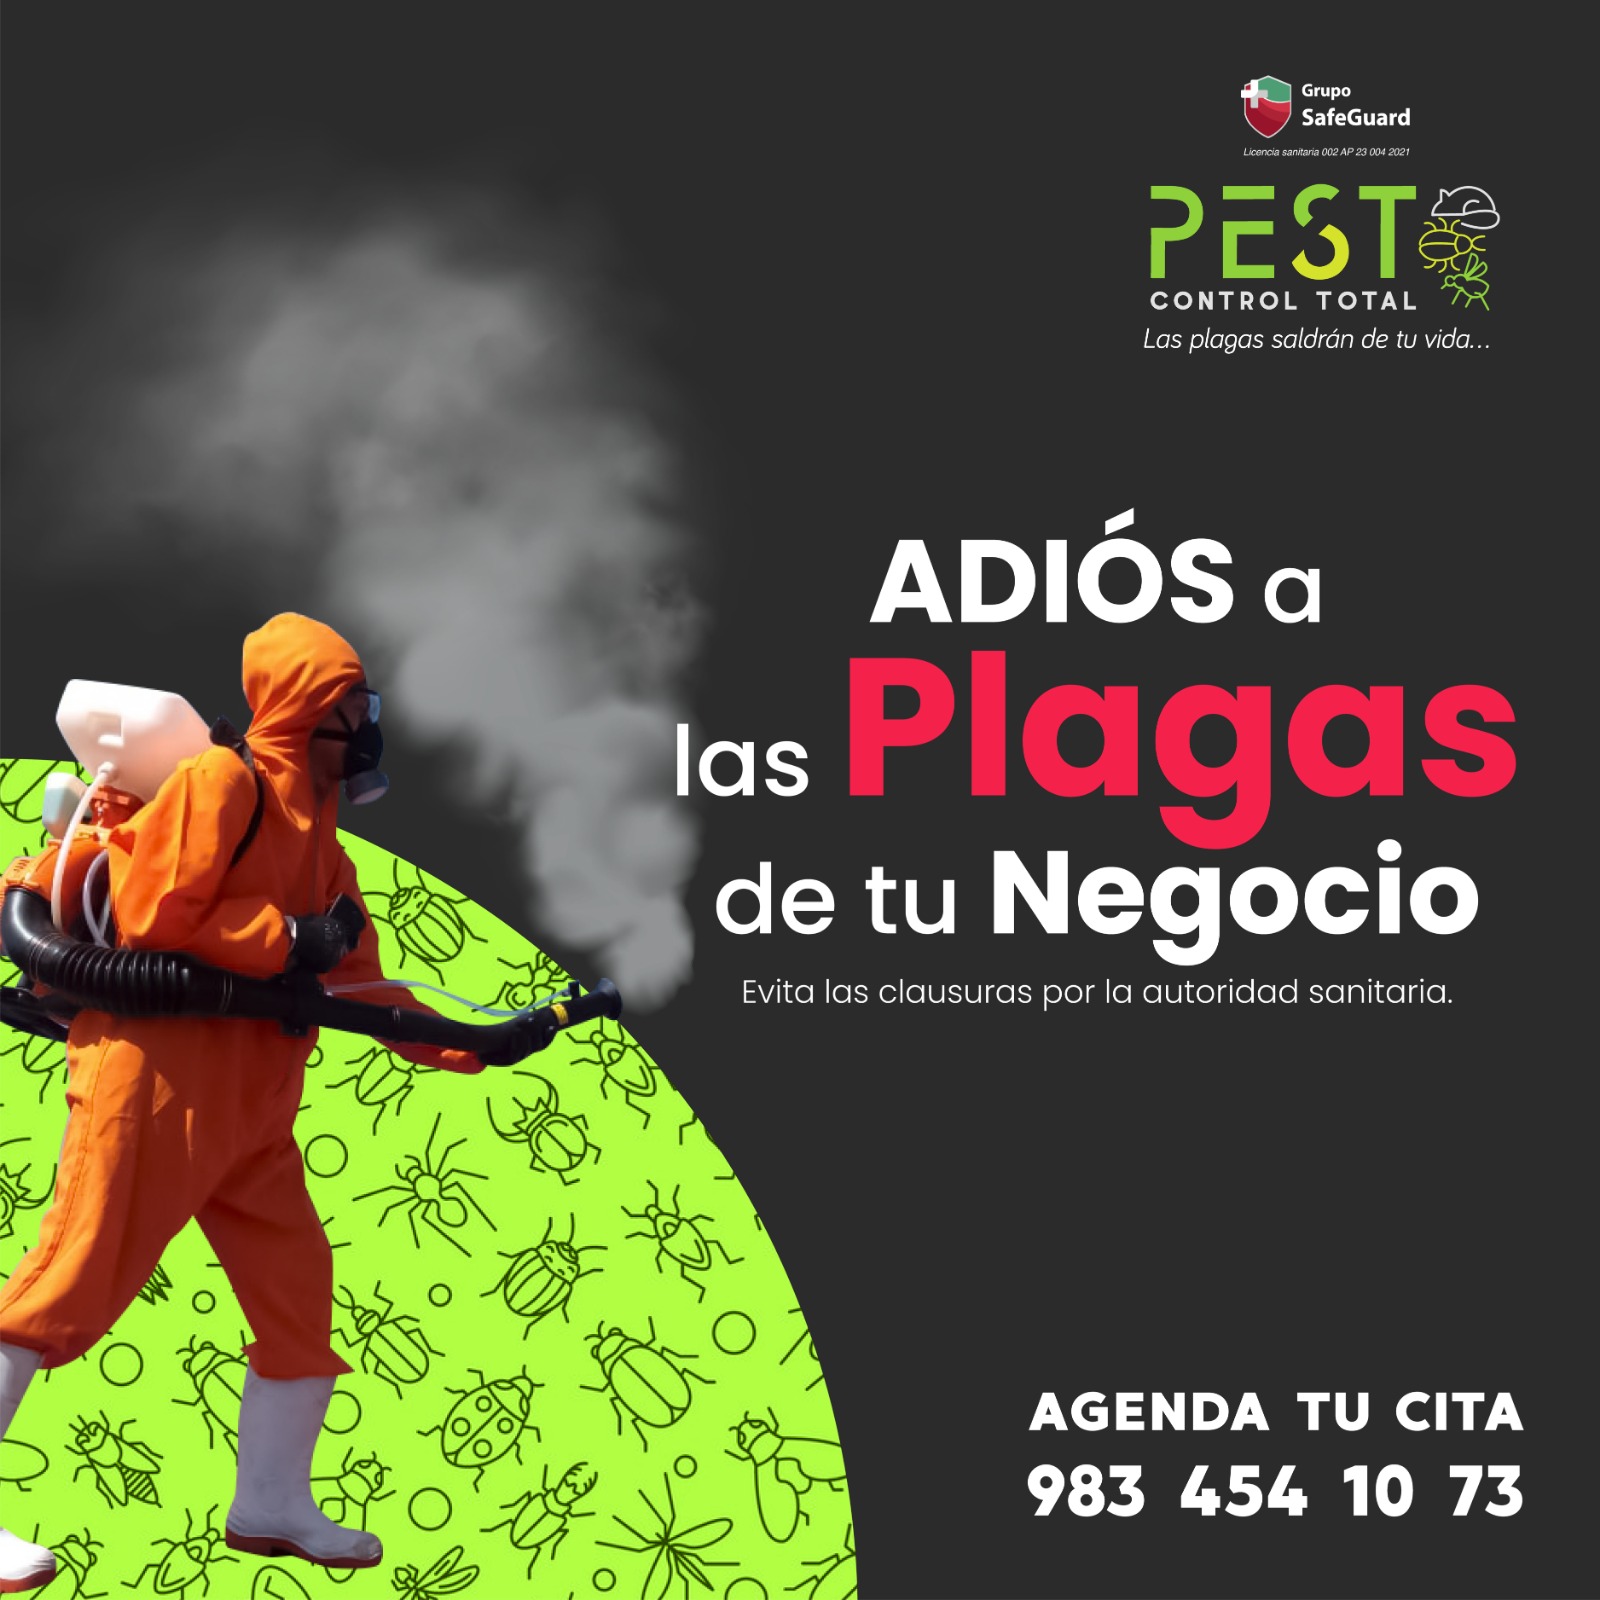 Grupo
SafeGuard
Licencia sanitaria 002 AP 23 004 2021
PEST
CONTROL TOTAL
Las plagas saldrán de tu vida...
ADIÓS a
las Plagas
de tu Negocio
Evita las clausuras por la autoridad sanitaria.
AGENDA TU CITA
983 454 10 73